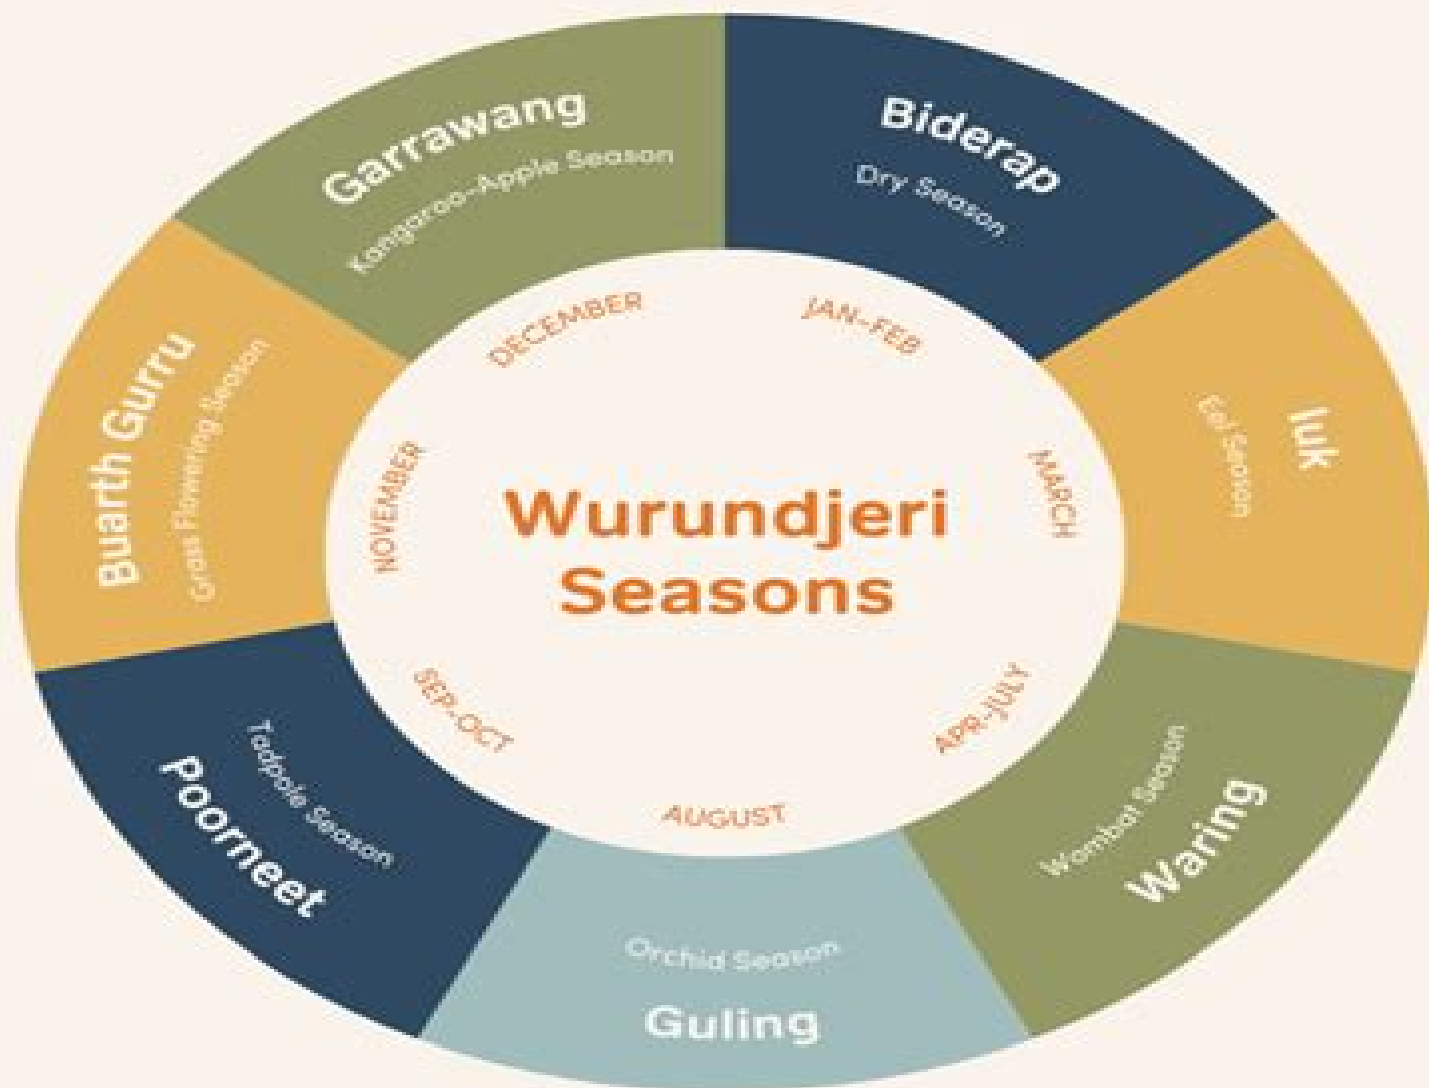 Wurundjeri
Seasons
Biderap
Dry Season
JAN-FEB
Iuk
Eel Season
MARCH
Waring
Wombat Season
APR-JULY
Guling
Orchid Season
AUGUST
Poorneet
Tadpole Season
SEP-OCT
Buarth Gurru
Grass Flowering Season
NOVEMBER
Garrawang
Kangaroo-Apple Season
DECEMBER